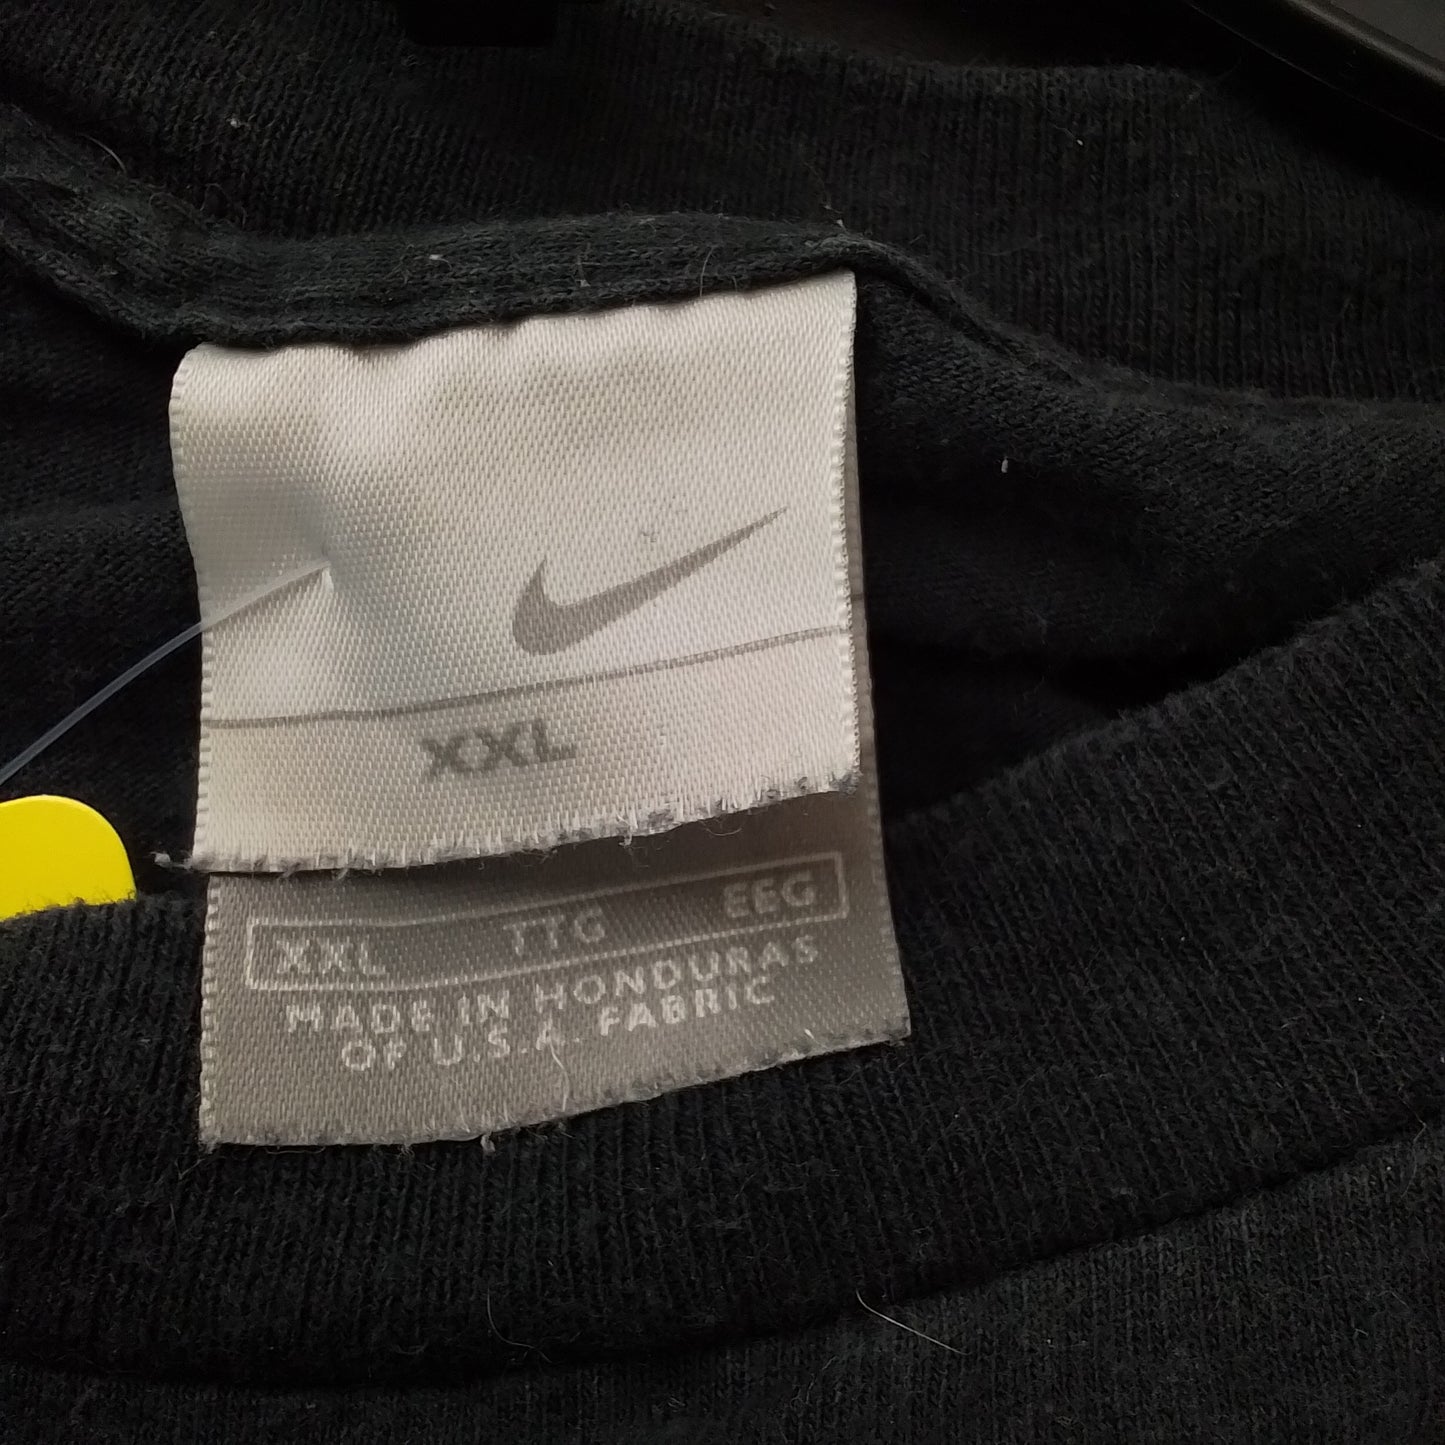 XXL
XXL TTG EEG
MADE IN HONDURAS
OF U.S.A. FABRIC